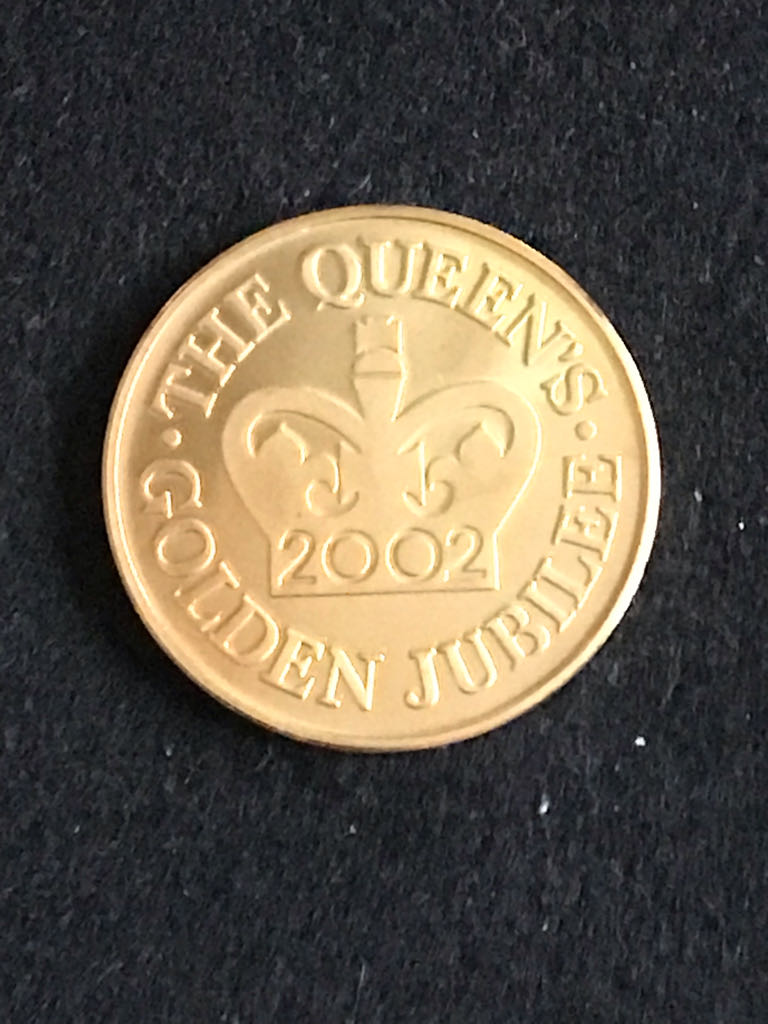 · THE QUEEN'S ·
GOLDEN JUBILEE
2002